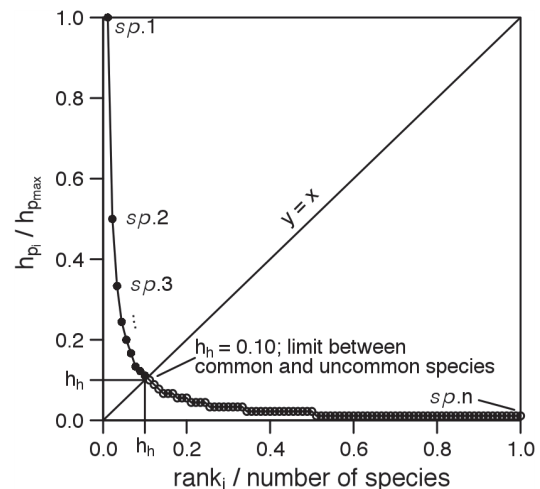 1.0
sp.1
0.8
0.6
h_pi / h_pmax
y = x
sp.2
0.4
sp.3
...
0.2
h_h = 0.10; limit between
common and uncommon species
h_h
sp.n
0.0
0.0 h_h 0.2 0.4 0.6 0.8 1.0
rank_i / number of species